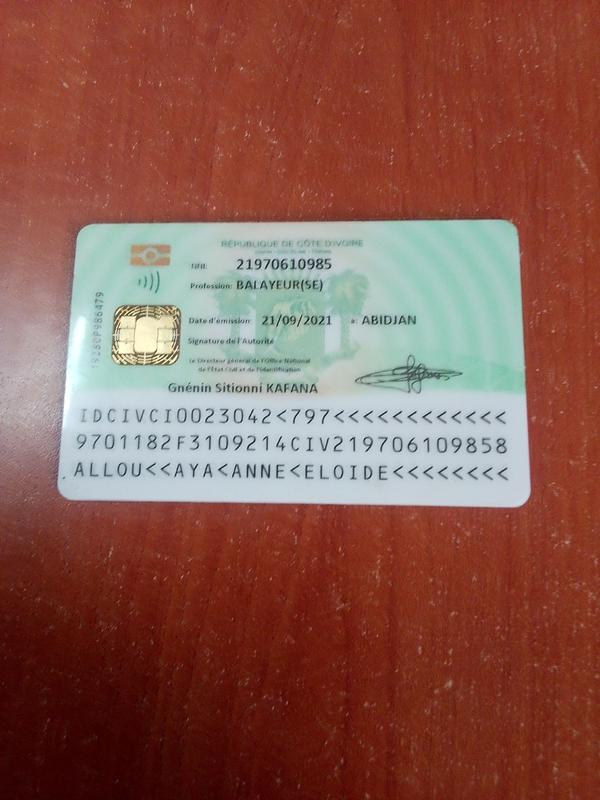 RÉPUBLIQUE DE CÔTE D'IVOIRE
NNI: 21970610985
Profession: BALAYEUR(SE)
Date d'émission: 21/09/2021 à: ABIDJAN
Signature de l'Autorité
Le Directeur général de l'Office National
de l'État Civil et de l'Identification
Gnénin Sitionni KAFANA
IDCIVCI0023042<797<<<<<<<<<<<<
9701182F3109214CIV219706109858
ALLOU<<AYA<ANNE<ELOIDE<<<<<<<<